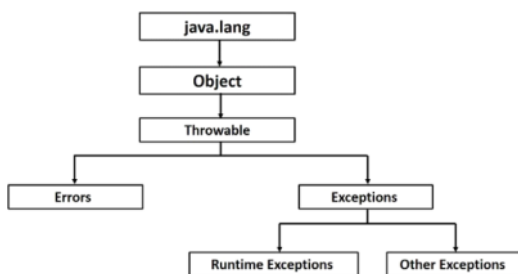 java.lang
Object
Throwable
Errors
Exceptions
Runtime Exceptions
Other Exceptions